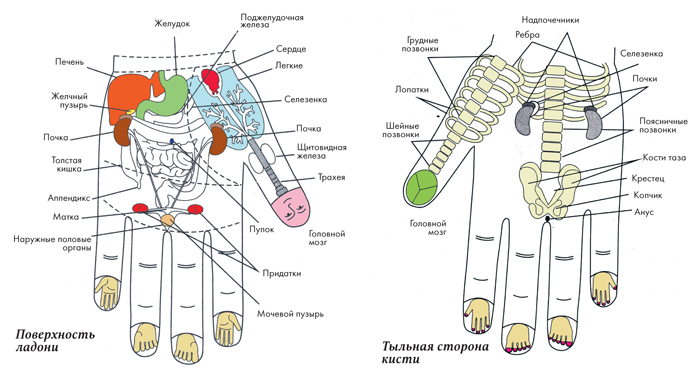 Поджелудочная
железа
Желудок
Сердце
Легкие
Печень
Желчный
пузырь
Селезенка
Почка
Почка
Щитовидная
железа
Толстая
кишка
Трахея
Аппендикс
Матка
Пупок
Головной
мозг
Наружные половые
органы
Придатки
Мочевой пузырь
Поверхность
ладони
Надпочечники
Грудные
позвонки
Ребра
Селезенка
Почки
Лопатки
Поясничные
позвонки
Шейные
позвонки
Кости таза
Крестец
Копчик
Анус
Головной
мозг
Тыльная сторона
кисти